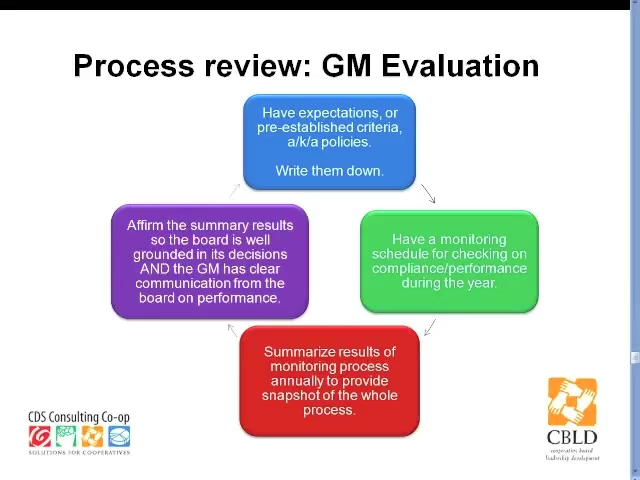 Process review: GM Evaluation
Have expectations, or
pre-established criteria,
a/k/a policies.
Write them down.
Have a monitoring
schedule for checking on
compliance/performance
during the year.
Summarize results of
monitoring process
annually to provide
snapshot of the whole
process.
Affirm the summary results
so the board is well
grounded in its decisions
AND the GM has clear
communication from the
board on performance.
CDS Consulting Co-op
SOLUTIONS FOR COOPERATIVES
CBLD
cooperative board
leadership development